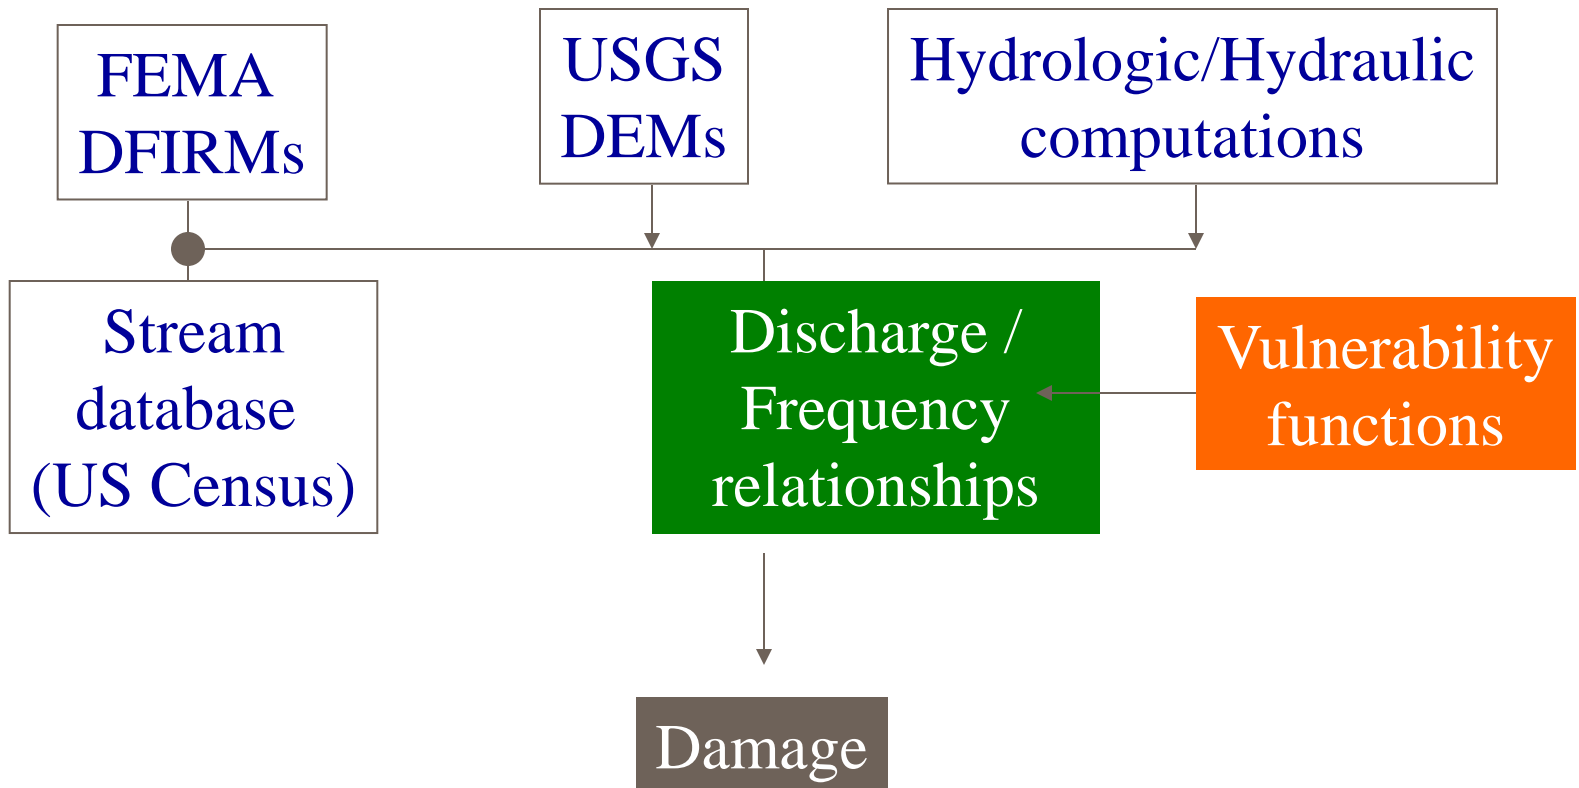 FEMA
DFIRMs
USGS
DEMs
Hydrologic/Hydraulic
computations
Stream
database
(US Census)
Discharge /
Frequency
relationships
Vulnerability
functions
Damage